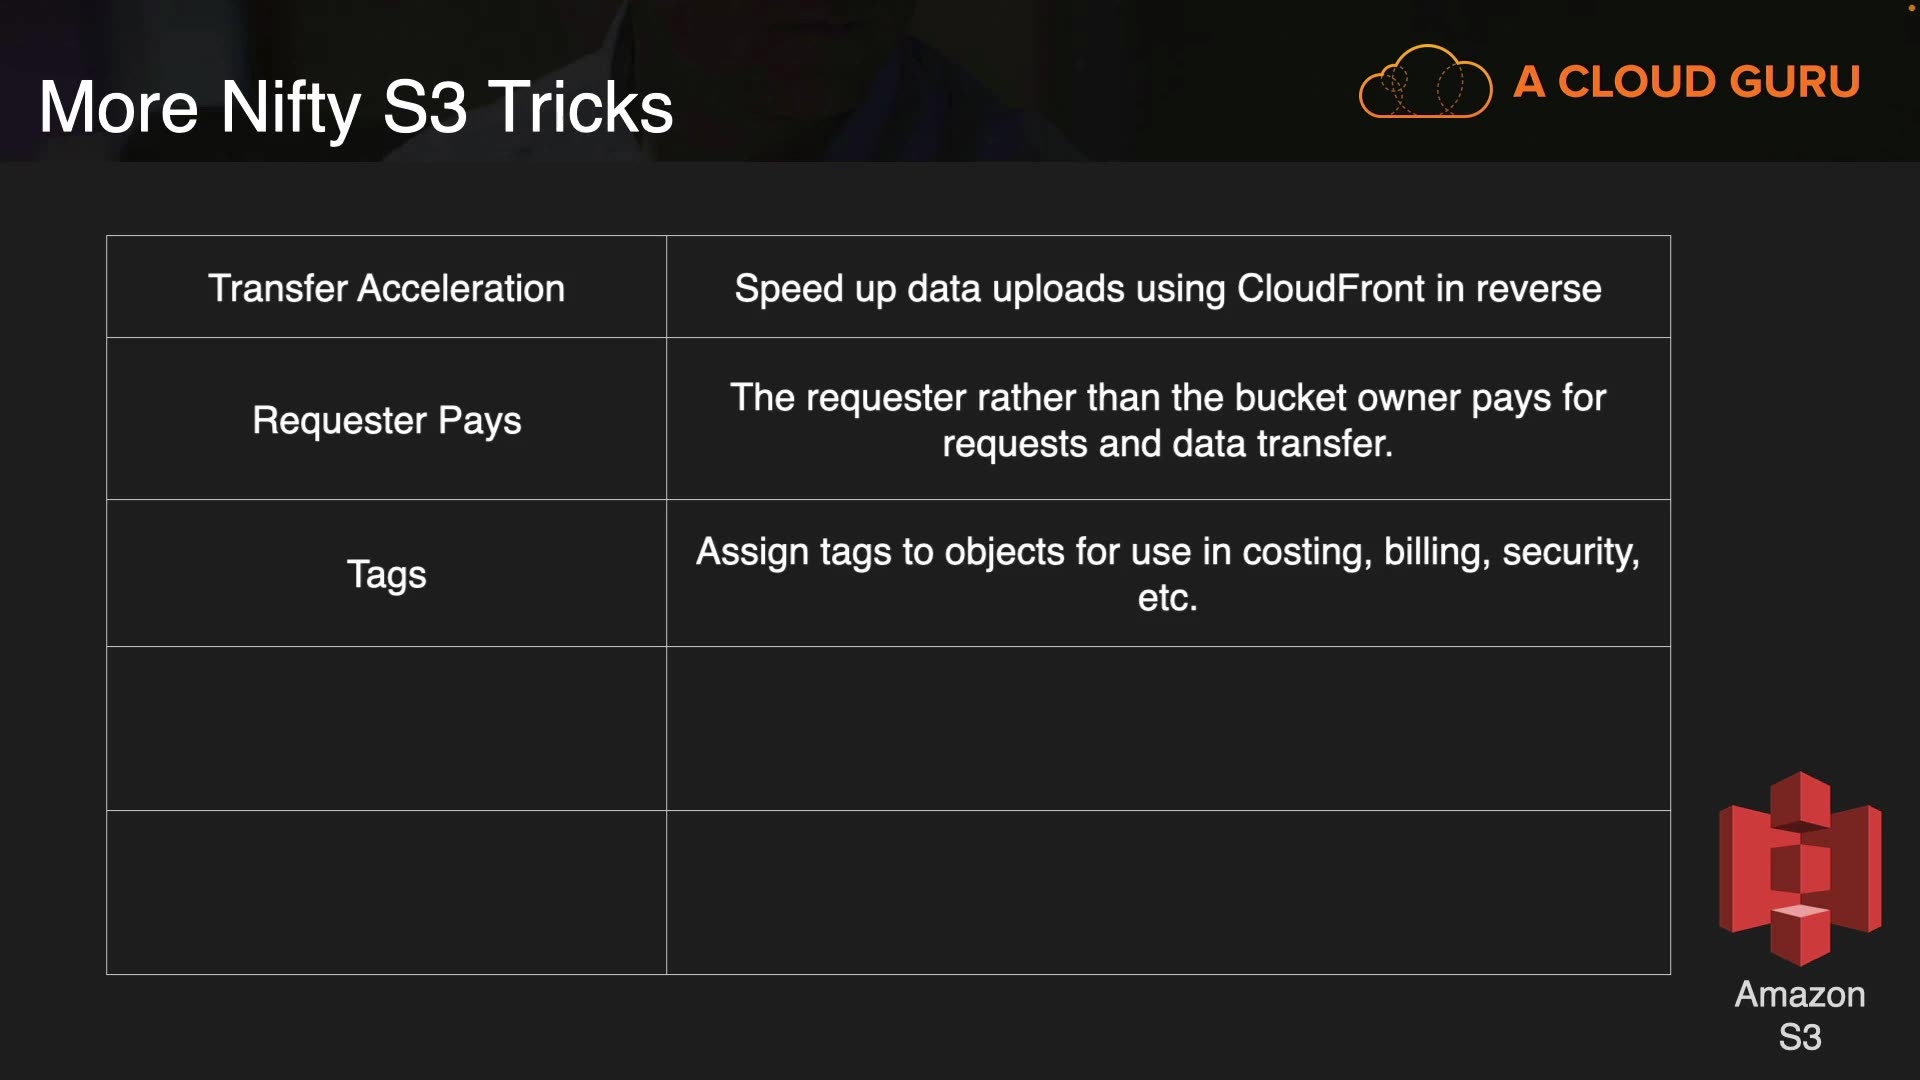 More Nifty S3 Tricks
A CLOUD GURU
Transfer Acceleration
Speed up data uploads using CloudFront in reverse
Requester Pays
The requester rather than the bucket owner pays for
requests and data transfer.
Tags
Assign tags to objects for use in costing, billing, security,
etc.
Amazon
S3